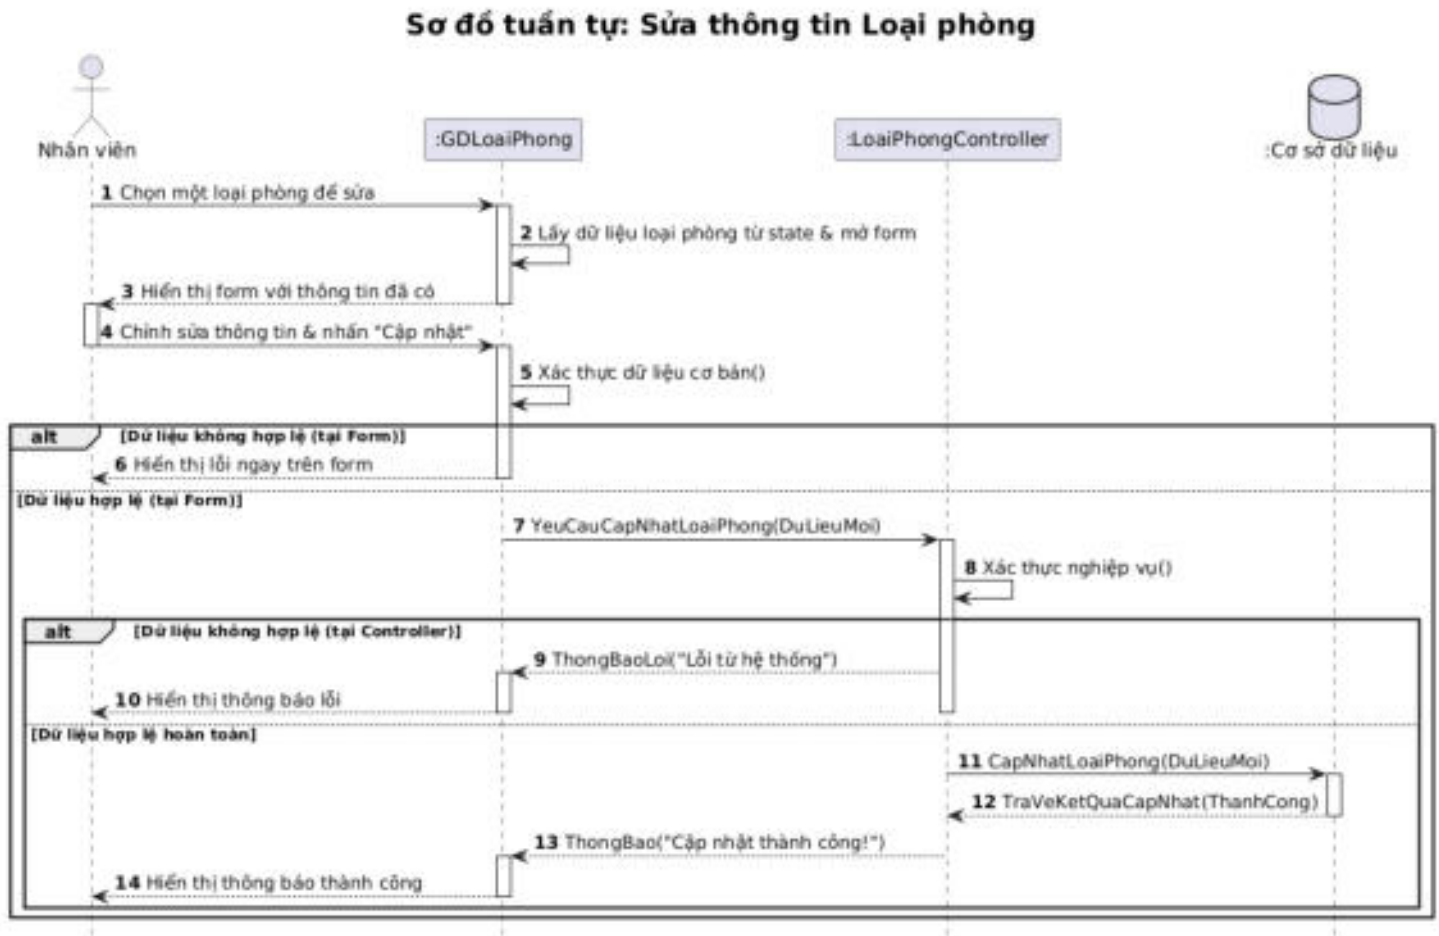 Sơ đồ tuần tự: Sửa thông tin Loại phòng
Nhân viên
:GDLoaiPhong
:LoaiPhongController
:Cơ sở dữ liệu
1 Chọn một loại phòng để sửa
2 Lấy dữ liệu loại phòng từ state & mở form
3 Hiển thị form với thông tin đã có
4 Chỉnh sửa thông tin & nhấn "Cập nhật"
5 Xác thực dữ liệu cơ bản()
alt [Dữ liệu không hợp lệ (tại Form)]
6 Hiển thị lỗi ngay trên form
[Dữ liệu hợp lệ (tại Form)]
7 YeuCauCapNhatLoaiPhong(DuLieuMoi)
8 Xác thực nghiệp vụ()
alt [Dữ liệu không hợp lệ (tại Controller)]
9 ThongBaoLoi("Lỗi từ hệ thống")
10 Hiển thị thông báo lỗi
[Dữ liệu hợp lệ hoàn toàn]
11 CapNhatLoaiPhong(DuLieuMoi)
12 TraVeKetQuaCapNhat(ThanhCong)
13 ThongBao("Cập nhật thành công!")
14 Hiển thị thông báo thành công